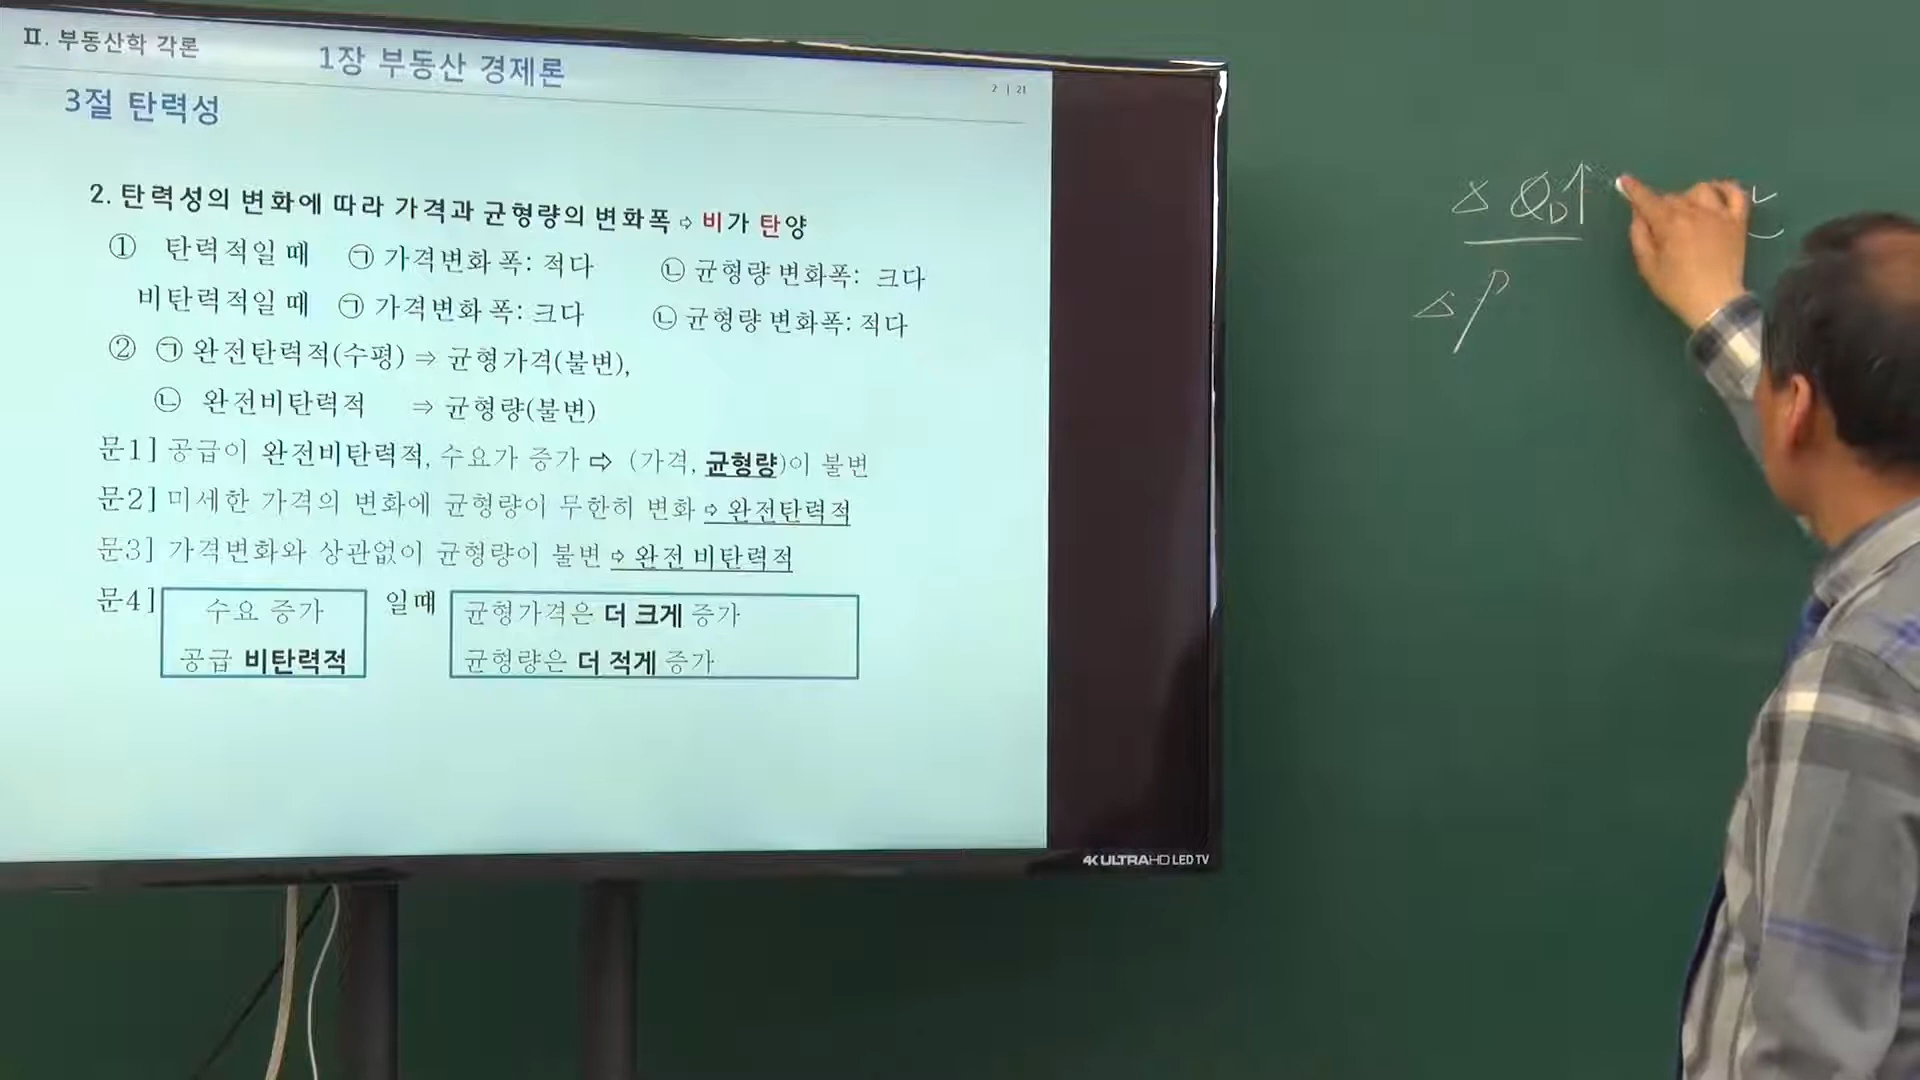 Ⅱ. 부동산학 각론
1장 부동산 경제론
2 | 21
3절 탄력성
2. 탄력성의 변화에 따라 가격과 균형량의 변화폭 ⇨ 비가 탄양
① 탄력적일 때 ㉠ 가격변화 폭: 적다 ㉡ 균형량 변화폭: 크다
비탄력적일 때 ㉠ 가격변화 폭: 크다 ㉡ 균형량 변화폭: 적다
② ㉠ 완전탄력적(수평) ⇒ 균형가격(불변),
㉡ 완전비탄력적 ⇒ 균형량(불변)
문1] 공급이 완전비탄력적, 수요가 증가 ⇨ (가격, 균형량)이 불변
문2] 미세한 가격의 변화에 균형량이 무한히 변화 ⇨ 완전탄력적
문3] 가격변화와 상관없이 균형량이 불변 ⇨ 완전 비탄력적
문4] 수요 증가 일때 균형가격은 더 크게 증가
공급 비탄력적 균형량은 더 적게 증가
4K ULTRA HD LED TV
△ Q_D↑
△ P